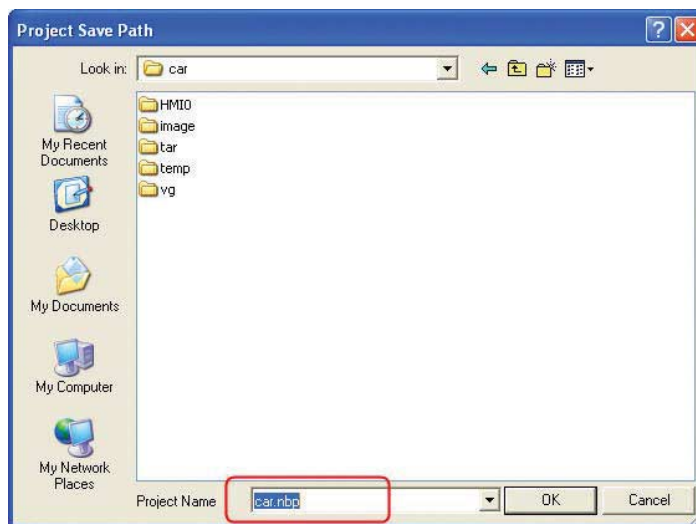 Project Save Path
Look in: car
HMI0
image
tar
temp
vg
My Recent
Documents
Desktop
My Documents
My Computer
My Network
Places
Project Name car.nbp OK Cancel